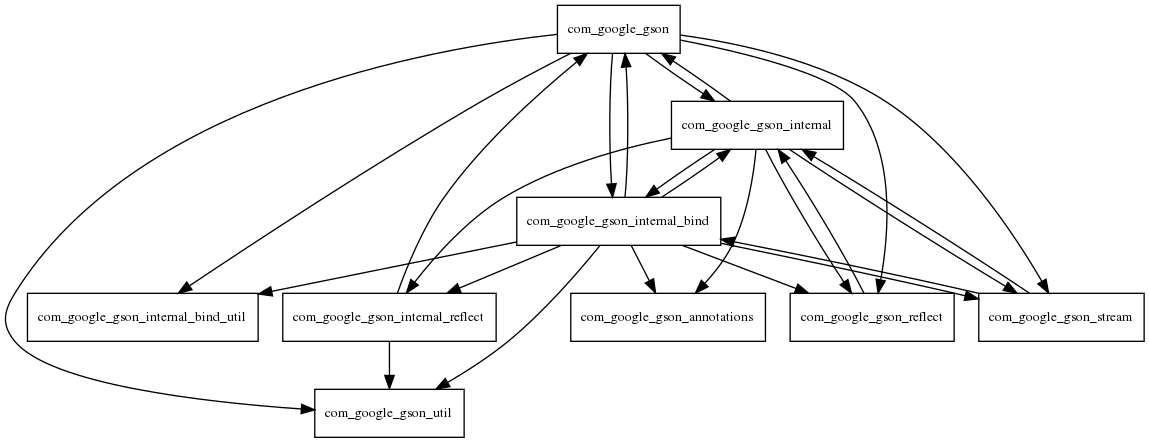 com_google_gson
com_google_gson_internal
com_google_gson_internal_bind
com_google_gson_internal_bind_util
com_google_gson_internal_reflect
com_google_gson_annotations
com_google_gson_reflect
com_google_gson_stream
com_google_gson_util